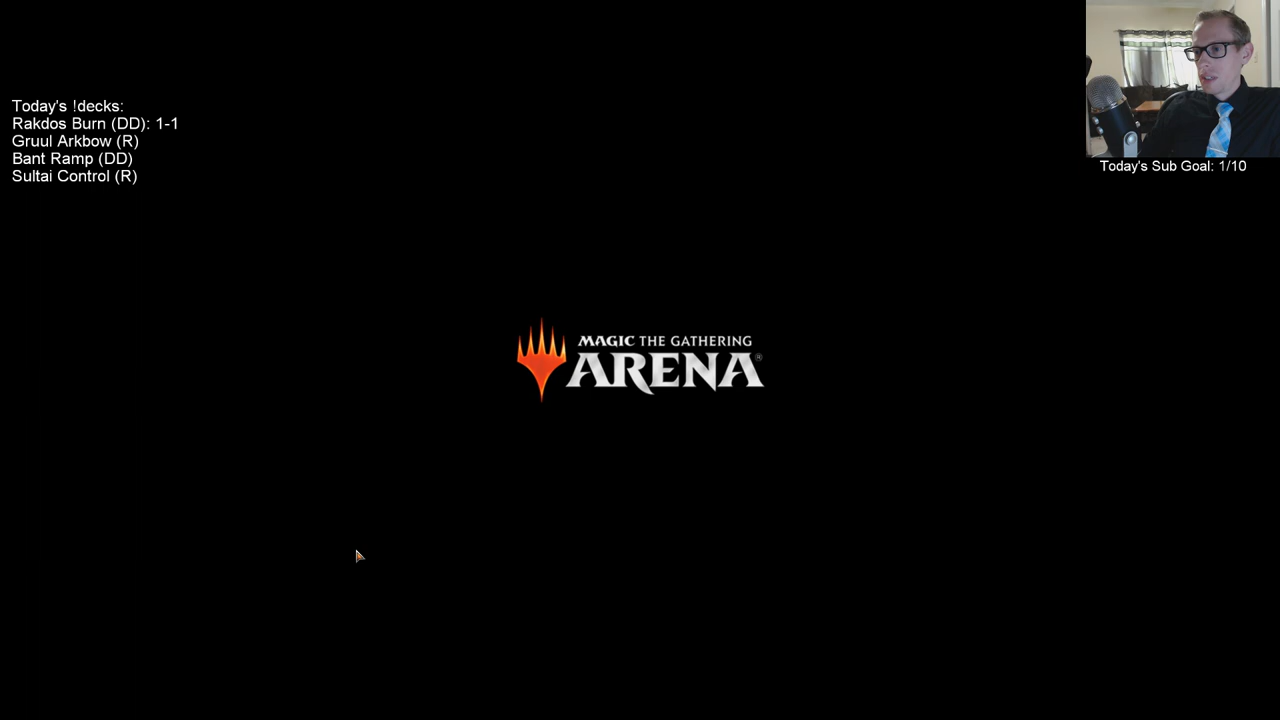 Today's !decks:
Rakdos Burn (DD): 1-1
Gruul Arkbow (R)
Bant Ramp (DD)
Sultai Control (R)
Today's Sub Goal: 1/10
MAGIC THE GATHERING
ARENA®